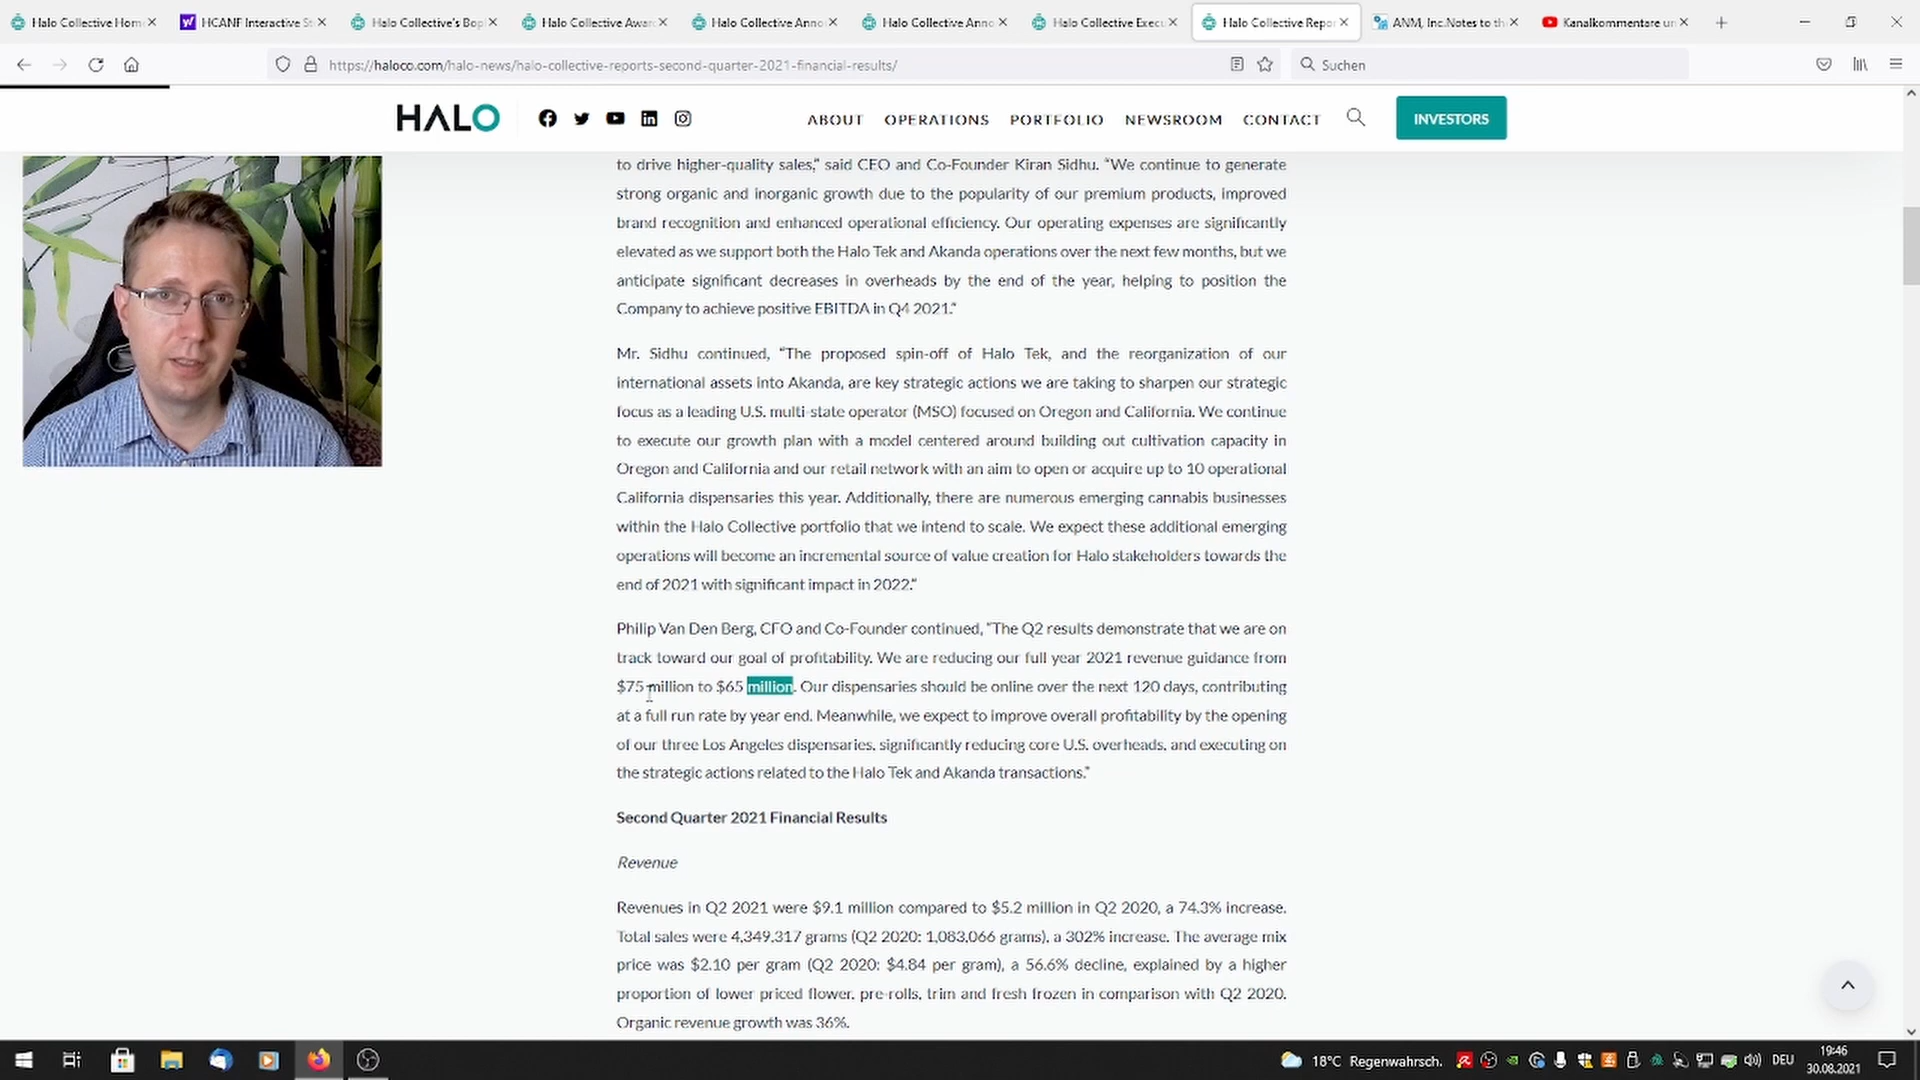 Halo Collective Home
HCANF Interactive St
Halo Collective's Bop
Halo Collective Awar
Halo Collective Anno
Halo Collective Anno
Halo Collective Execu
Halo Collective Repor
ANM, Inc.Notes to th
Kanalkommentare un
https://haloco.com/halo-news/halo-collective-reports-second-quarter-2021-financial-results/
Suchen
HALO
ABOUT
OPERATIONS
PORTFOLIO
NEWSROOM
CONTACT
INVESTORS
to drive higher-quality sales,” said CEO and Co-Founder Kiran Sidhu. “We continue to generate
strong organic and inorganic growth due to the popularity of our premium products, improved
brand recognition and enhanced operational efficiency. Our operating expenses are significantly
elevated as we support both the Halo Tek and Akanda operations over the next few months, but we
anticipate significant decreases in overheads by the end of the year, helping to position the
Company to achieve positive EBITDA in Q4 2021.”
Mr. Sidhu continued, “The proposed spin-off of Halo Tek, and the reorganization of our
international assets into Akanda, are key strategic actions we are taking to sharpen our strategic
focus as a leading U.S. multi-state operator (MSO) focused on Oregon and California. We continue
to execute our growth plan with a model centered around building out cultivation capacity in
Oregon and California and our retail network with an aim to open or acquire up to 10 operational
California dispensaries this year. Additionally, there are numerous emerging cannabis businesses
within the Halo Collective portfolio that we intend to scale. We expect these additional emerging
operations will become an incremental source of value creation for Halo stakeholders towards the
end of 2021 with significant impact in 2022.”
Philip Van Den Berg, CFO and Co-Founder continued, “The Q2 results demonstrate that we are on
track toward our goal of profitability. We are reducing our full year 2021 revenue guidance from
$75 million to $65 million. Our dispensaries should be online over the next 120 days, contributing
at a full run rate by year end. Meanwhile, we expect to improve overall profitability by the opening
of our three Los Angeles dispensaries, significantly reducing core U.S. overheads, and executing on
the strategic actions related to the Halo Tek and Akanda transactions.”
Second Quarter 2021 Financial Results
Revenue
Revenues in Q2 2021 were $9.1 million compared to $5.2 million in Q2 2020, a 74.3% increase.
Total sales were 4,349,317 grams (Q2 2020: 1,083,066 grams), a 302% increase. The average mix
price was $2.10 per gram (Q2 2020: $4.84 per gram), a 56.6% decline, explained by a higher
proportion of lower priced flower, pre-rolls, trim and fresh frozen in comparison with Q2 2020.
Organic revenue growth was 36%.
18°C Regenwahrsch.
DEU
19:46
30.08.2021